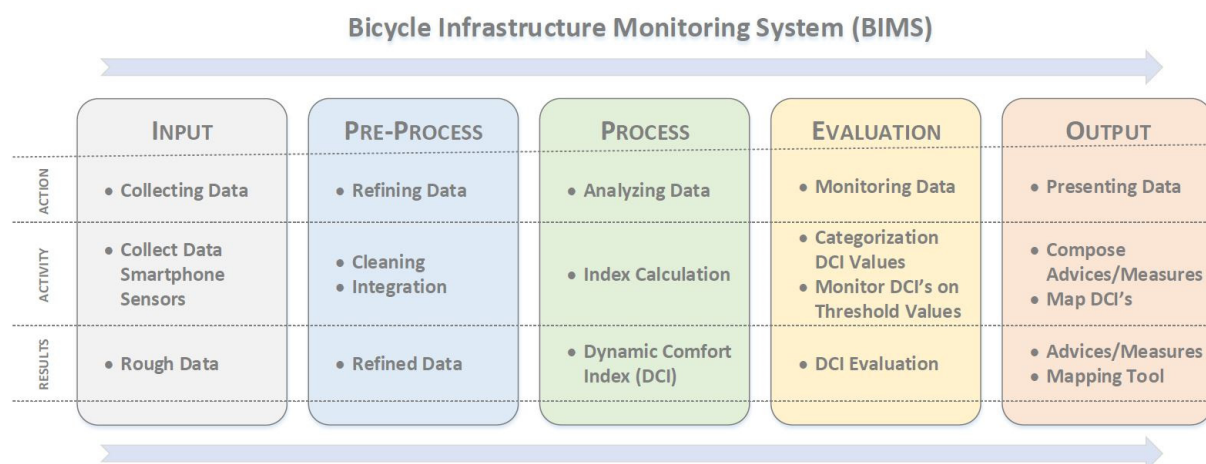 Bicycle Infrastructure Monitoring System (BIMS)
INPUT
PRE-PROCESS
PROCESS
EVALUATION
OUTPUT
ACTION
• Collecting Data
• Refining Data
• Analyzing Data
• Monitoring Data
• Presenting Data
ACTIVITY
• Collect Data
Smartphone
Sensors
• Cleaning
• Integration
• Index Calculation
• Categorization
DCI Values
• Monitor DCI's on
Threshold Values
• Compose
Advices/Measures
• Map DCI's
RESULTS
• Rough Data
• Refined Data
• Dynamic Comfort
Index (DCI)
• DCI Evaluation
• Advices/Measures
• Mapping Tool